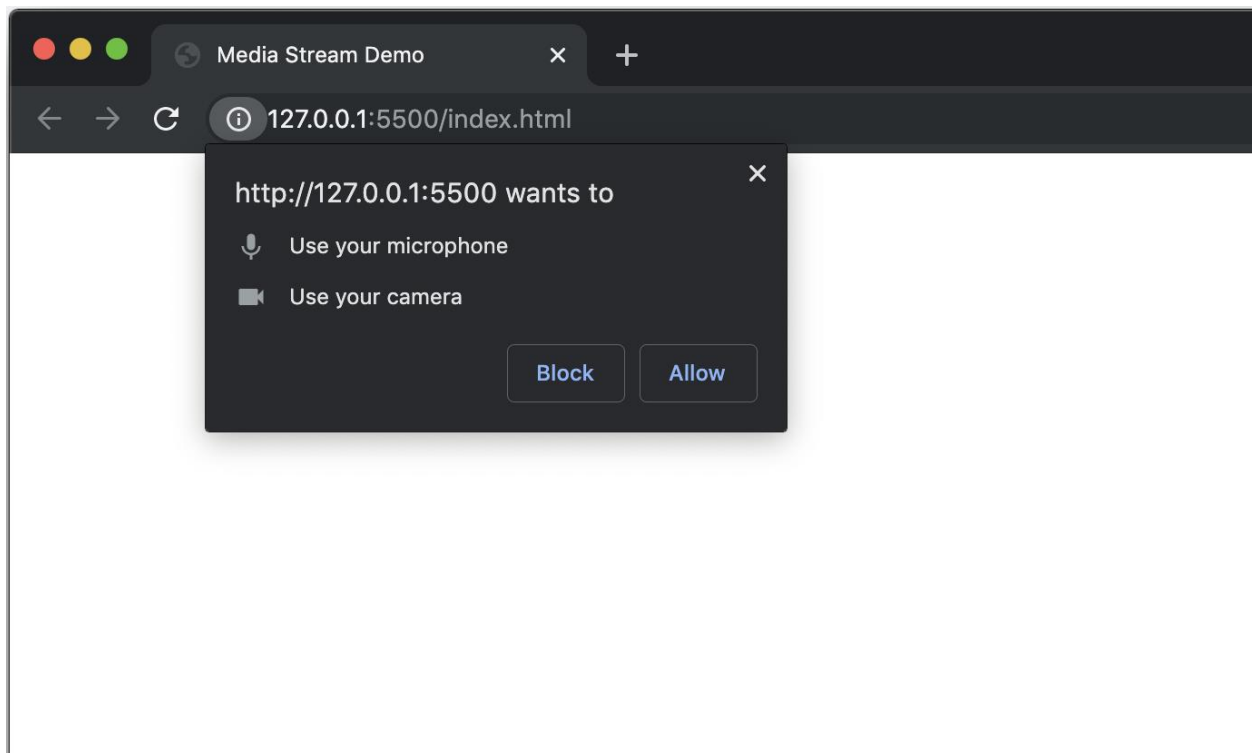 Media Stream Demo
127.0.0.1:5500/index.html
http://127.0.0.1:5500 wants to
Use your microphone
Use your camera
Block Allow